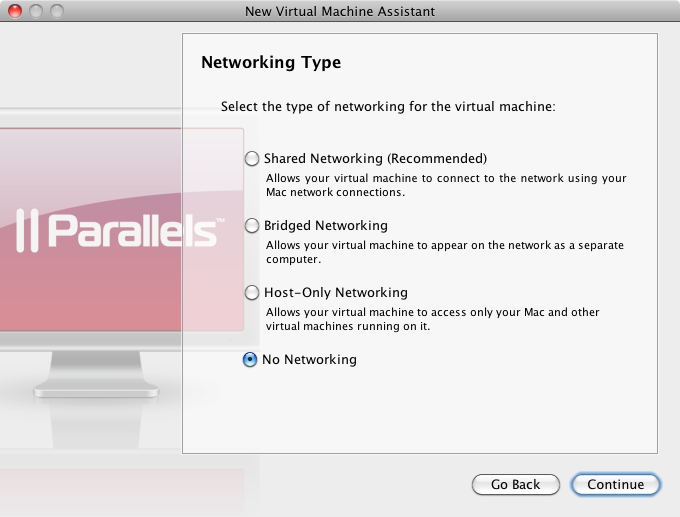 New Virtual Machine Assistant
Networking Type
Select the type of networking for the virtual machine:
Shared Networking (Recommended)
Allows your virtual machine to connect to the network using your
Mac network connections.
Bridged Networking
Allows your virtual machine to appear on the network as a separate
computer.
Host-Only Networking
Allows your virtual machine to access only your Mac and other
virtual machines running on it.
No Networking
Parallels™
Go Back
Continue